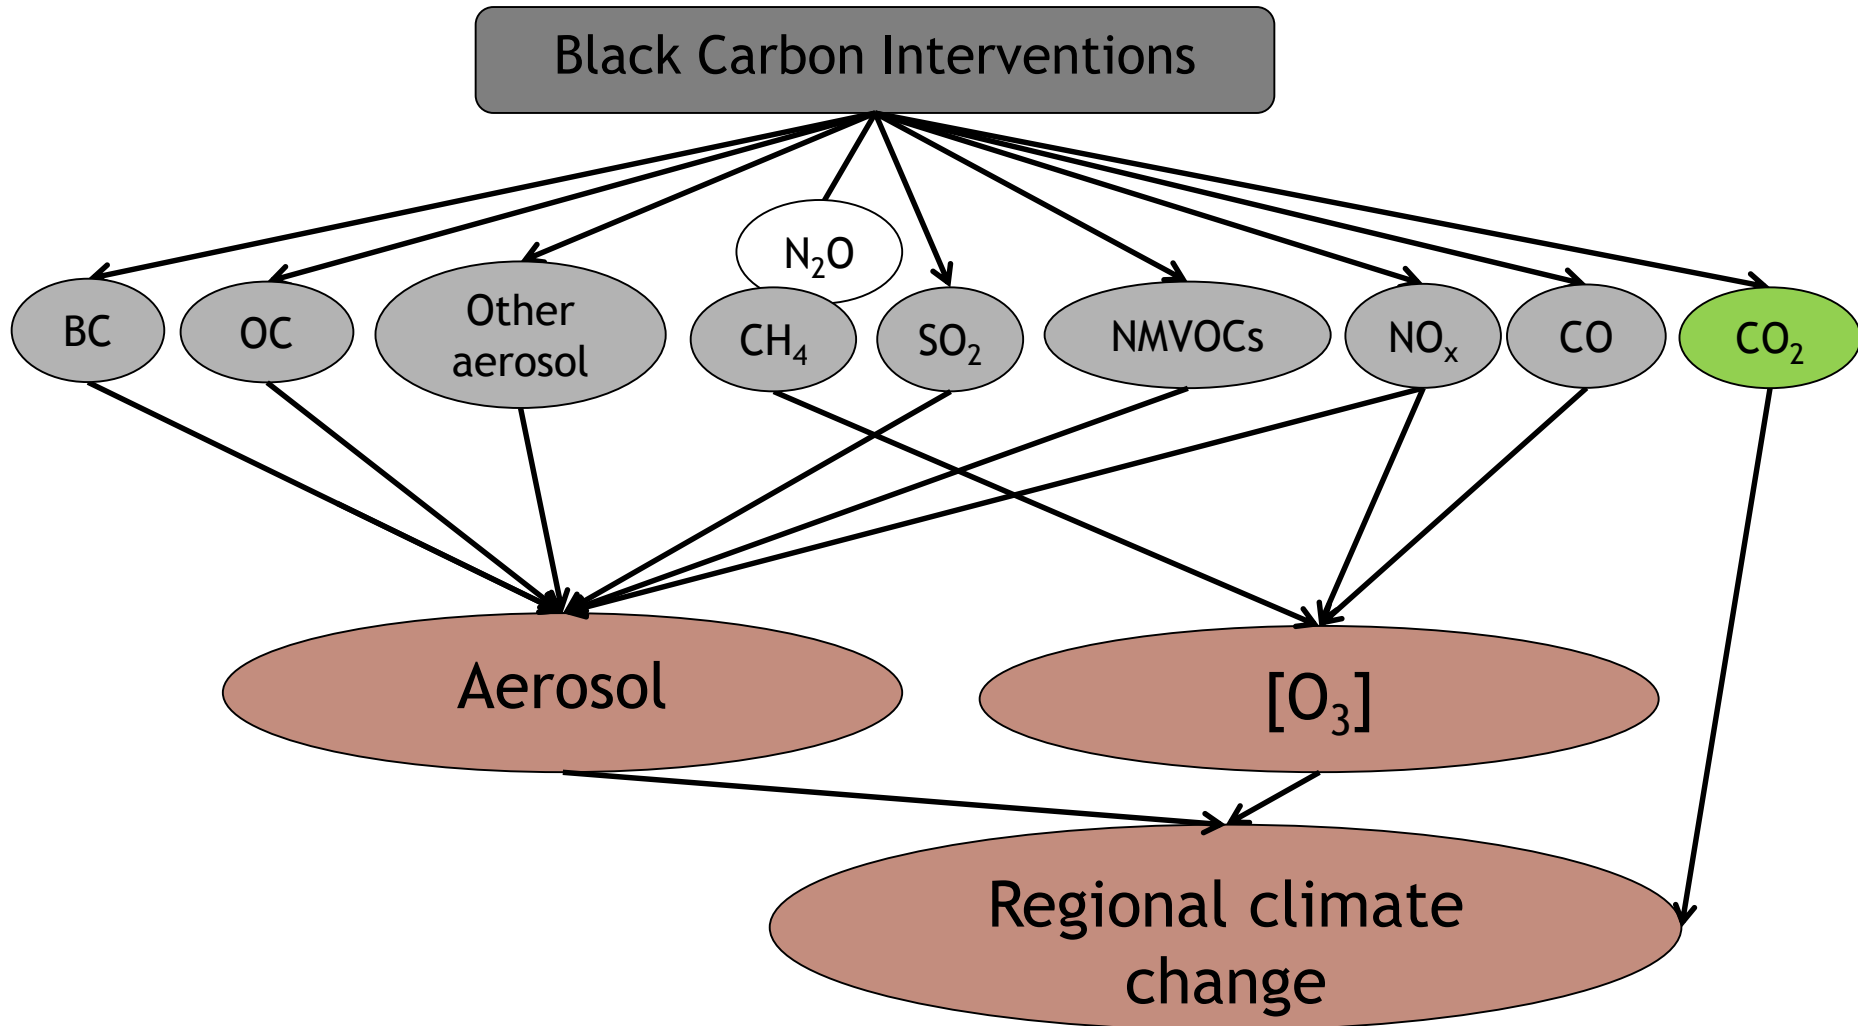 Black Carbon Interventions
N₂O
BC
OC
Other
aerosol
CH₄
SO₂
NMVOCs
NOₓ
CO
CO₂
Aerosol
[O₃]
Regional climate
change